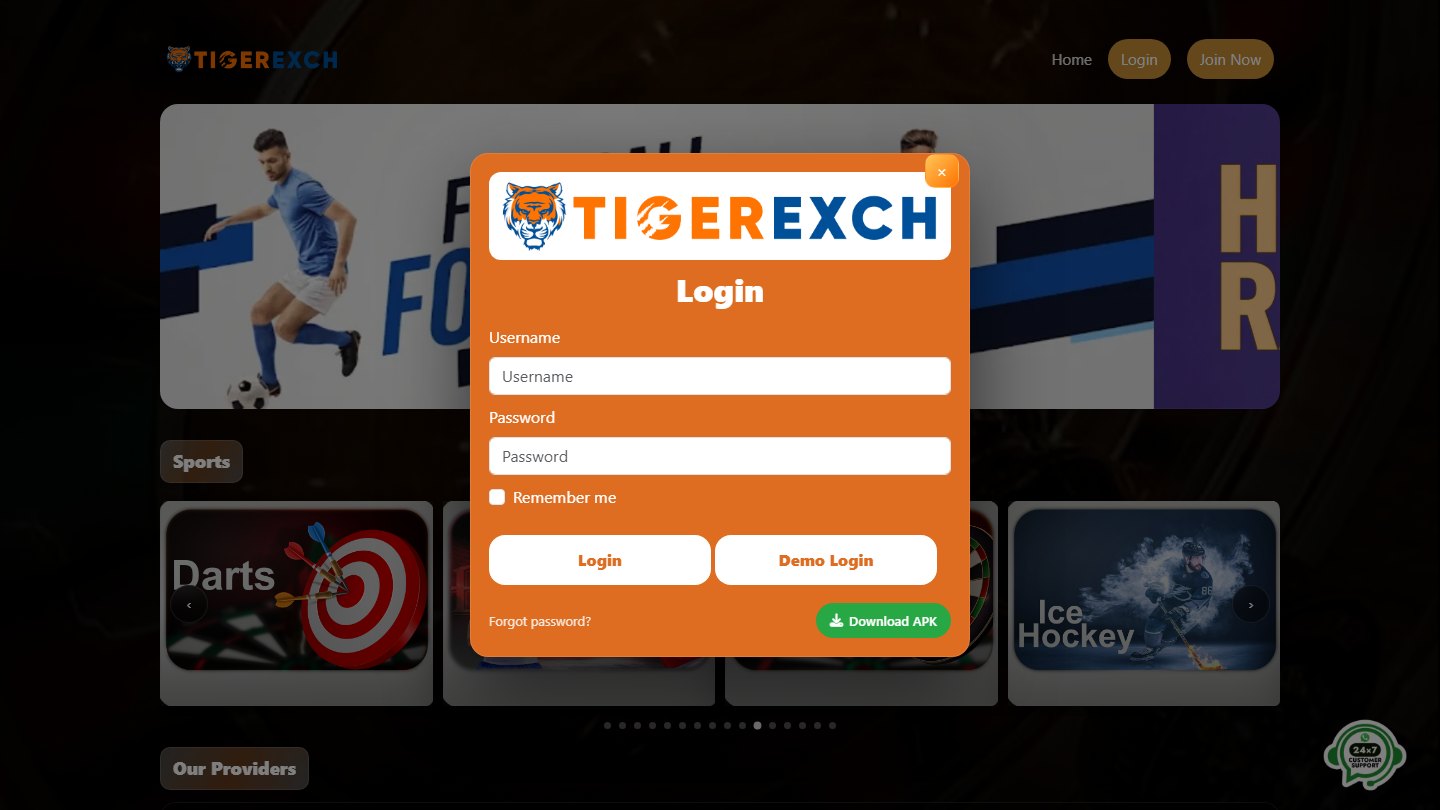 TIGEREXCH
Home
Login
Join Now
H
R
×
TIGEREXCH
Login
Username
Username
Password
Password
Remember me
Login
Demo Login
Forgot password?
Download APK
Sports
Darts
‹
Ice
Hockey
86
›
Our Providers
24x7
CUSTOMER
SUPPORT